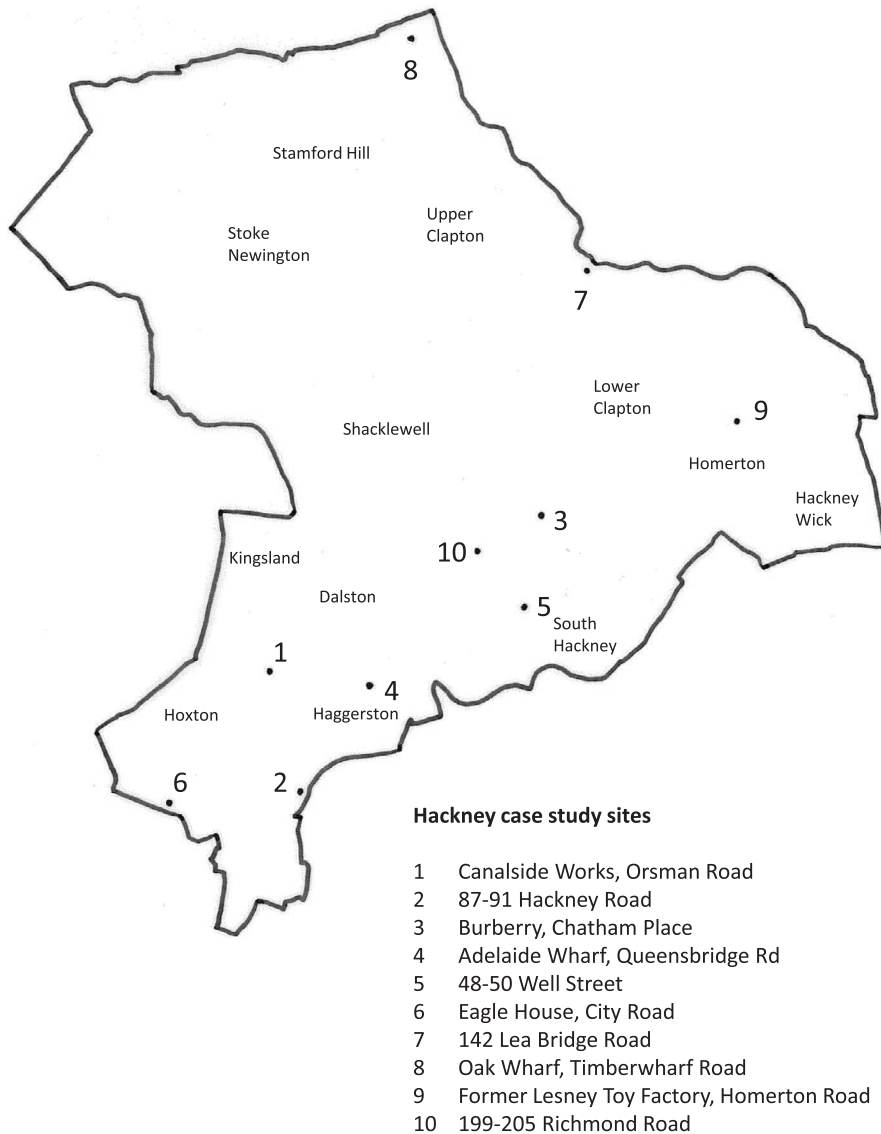 8
Stamford Hill
Upper
Clapton
Stoke
Newington
7
Lower
Clapton
9
Shacklewell
Homerton
Hackney
Wick
3
10
Kingsland
Dalston
5
South
Hackney
1
4
Hoxton
Haggerston
6
2
Hackney case study sites
1 Canalside Works, Orsman Road
2 87-91 Hackney Road
3 Burberry, Chatham Place
4 Adelaide Wharf, Queensbridge Rd
5 48-50 Well Street
6 Eagle House, City Road
7 142 Lea Bridge Road
8 Oak Wharf, Timberwharf Road
9 Former Lesney Toy Factory, Homerton Road
10 199-205 Richmond Road